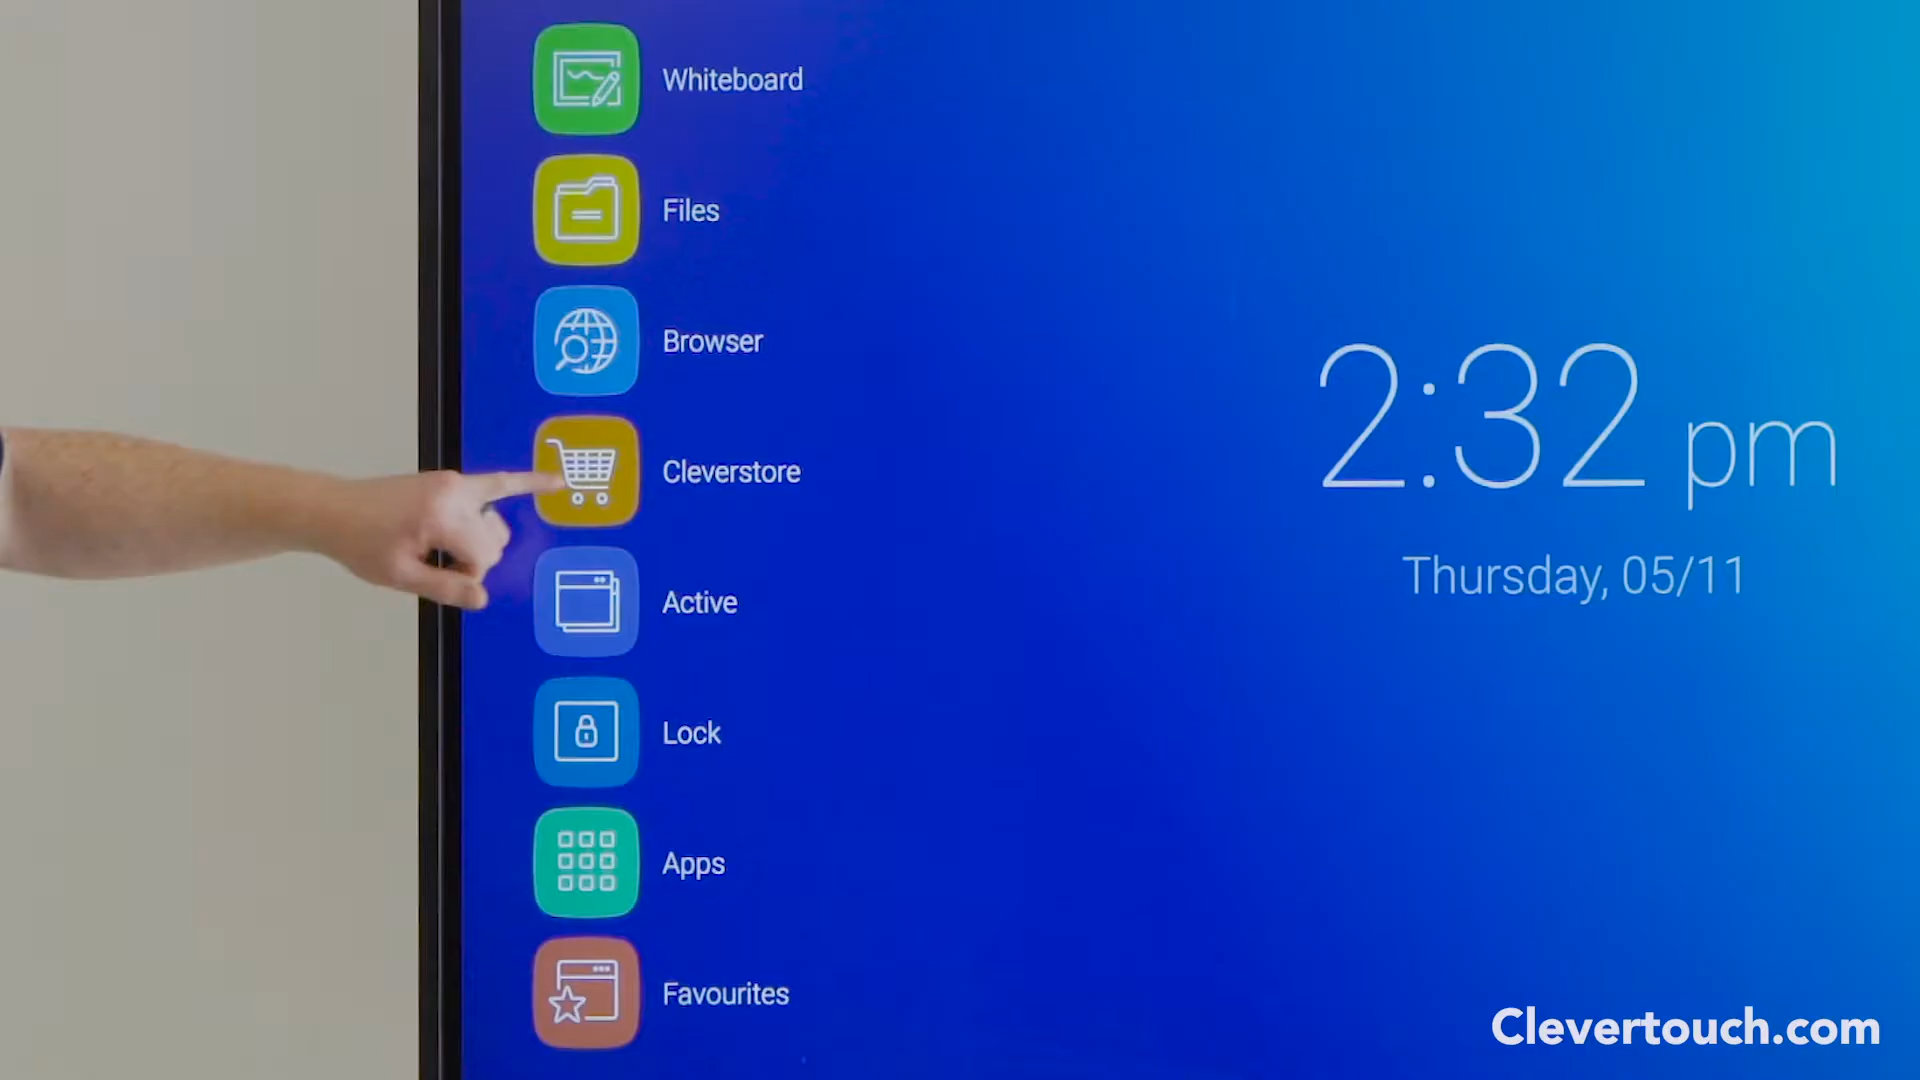 Whiteboard
Files
Browser
Cleverstore
Active
Lock
Apps
Favourites
2:32 pm
Thursday, 05/11
Clevertouch.com